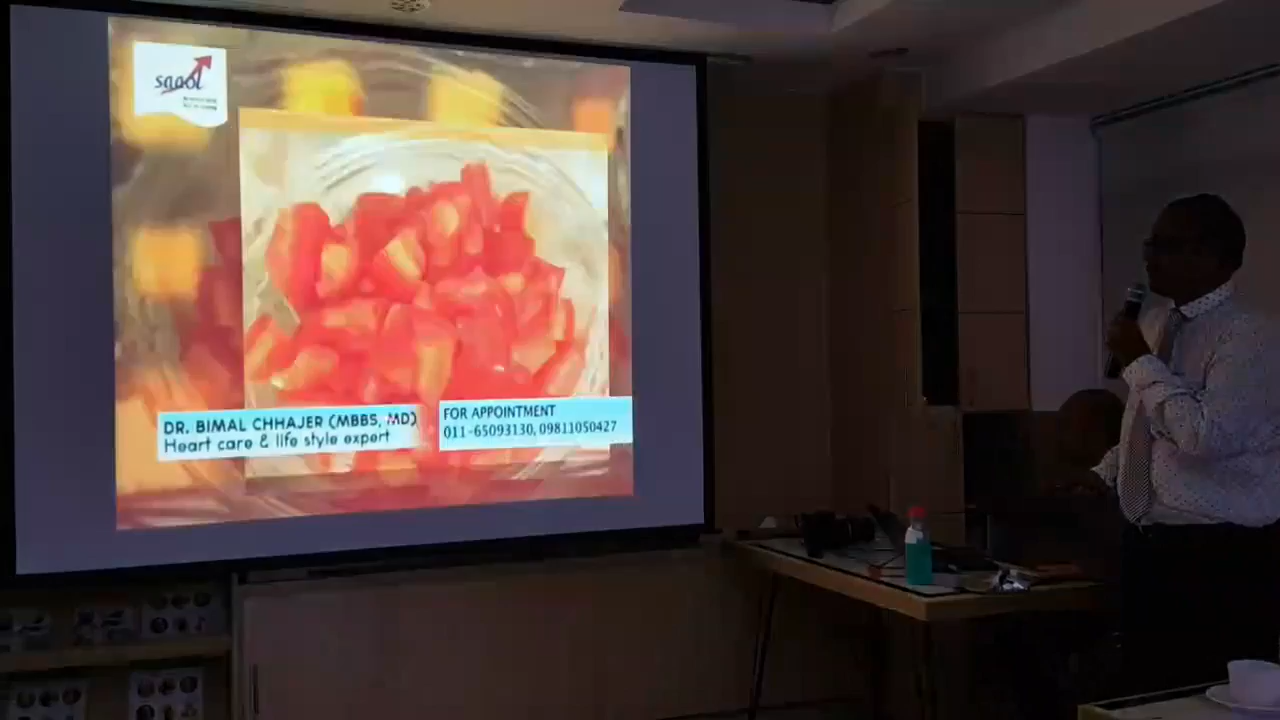 saaol
DR. BIMAL CHHAJER (MBBS, MD)
Heart care & life style expert
FOR APPOINTMENT
011-65093130, 09811050427